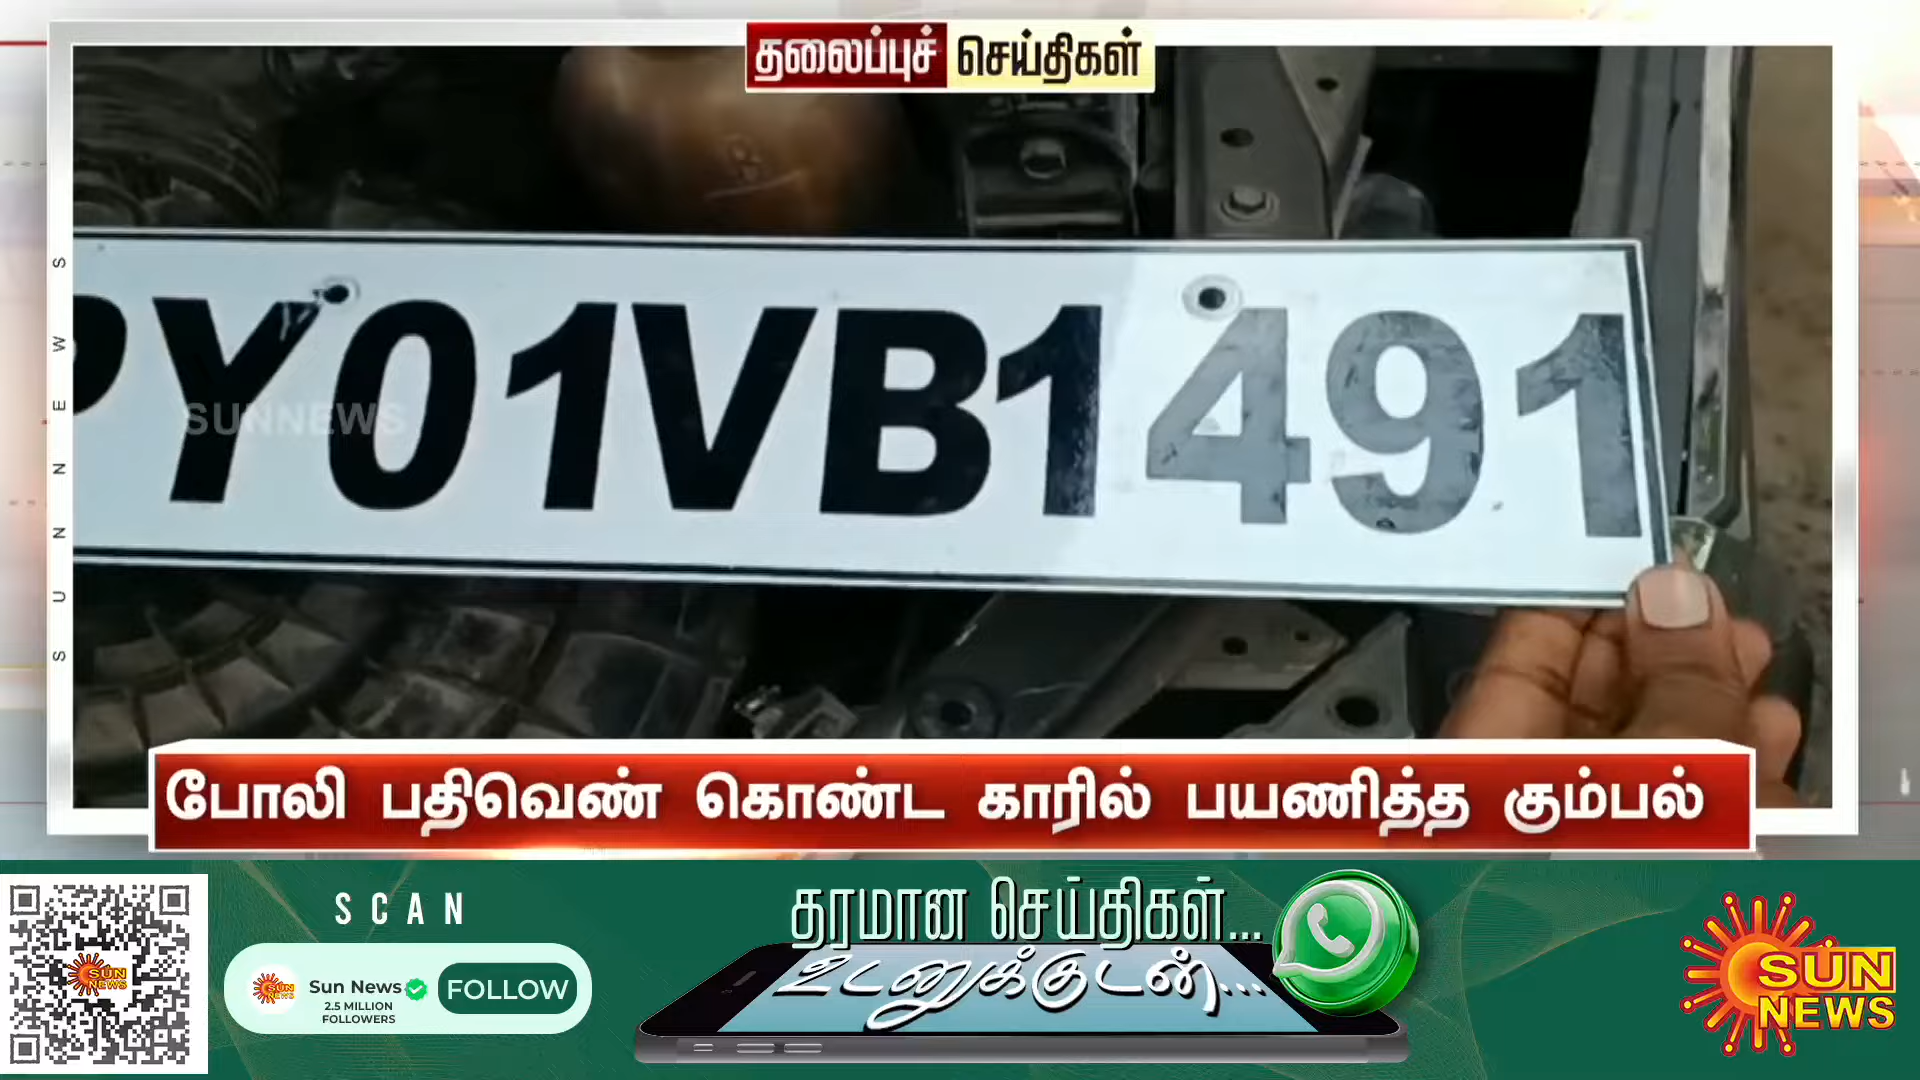 தலைப்புச் செய்திகள்
SUNNEWS
PY01VB1491
SUNNEWS
போலி பதிவெண் கொண்ட காரில் பயணித்த கும்பல்
SCAN
Sun News
2.5 MILLION
FOLLOWERS
FOLLOW
SUN
NEWS
தரமான செய்திகள்...
உடனுக்குடன்...
SUN
NEWS